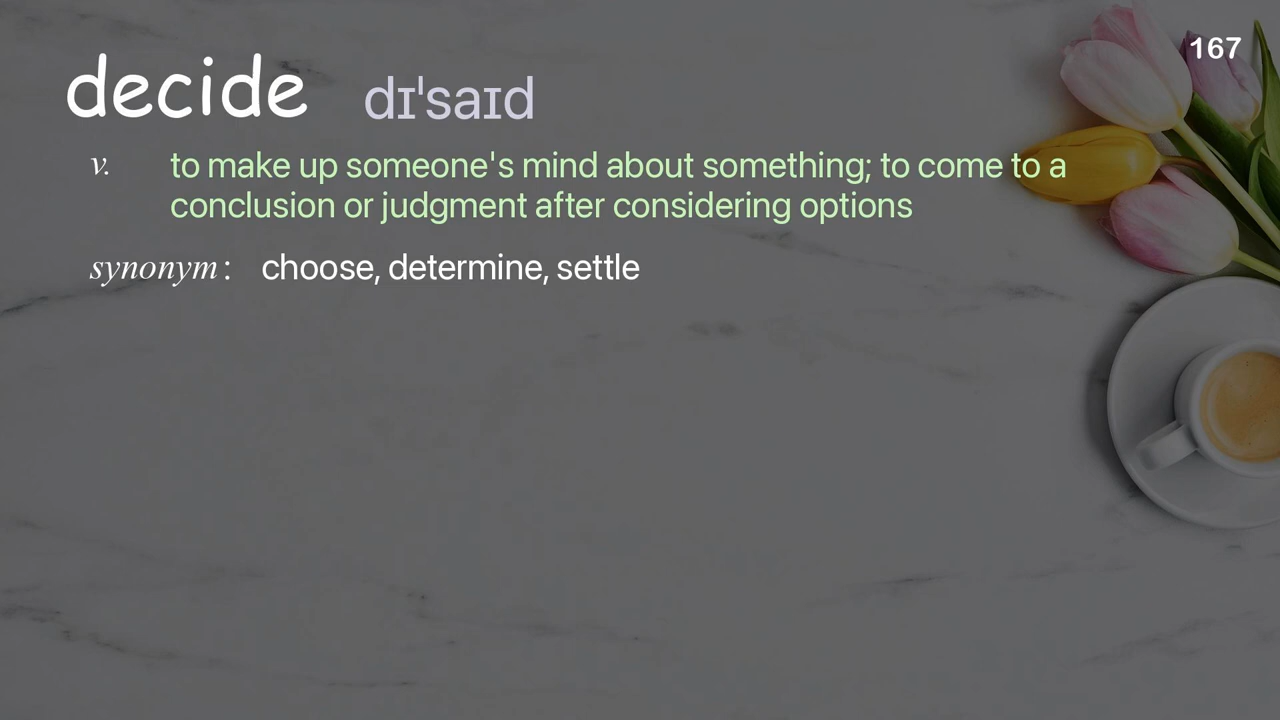 167
decide dɪˈsaɪd
v. to make up someone's mind about something; to come to a
conclusion or judgment after considering options
synonym: choose, determine, settle